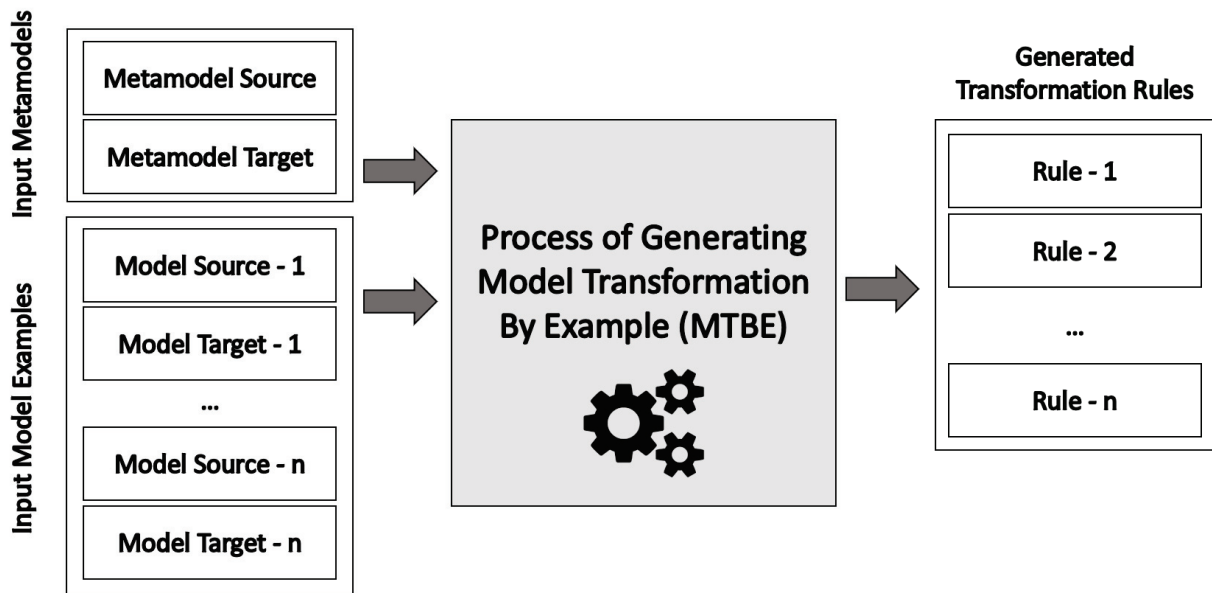 Input Metamodels
Metamodel Source
Metamodel Target
Input Model Examples
Model Source - 1
Model Target - 1
...
Model Source - n
Model Target - n
Process of Generating
Model Transformation
By Example (MTBE)
Generated
Transformation Rules
Rule - 1
Rule - 2
...
Rule - n